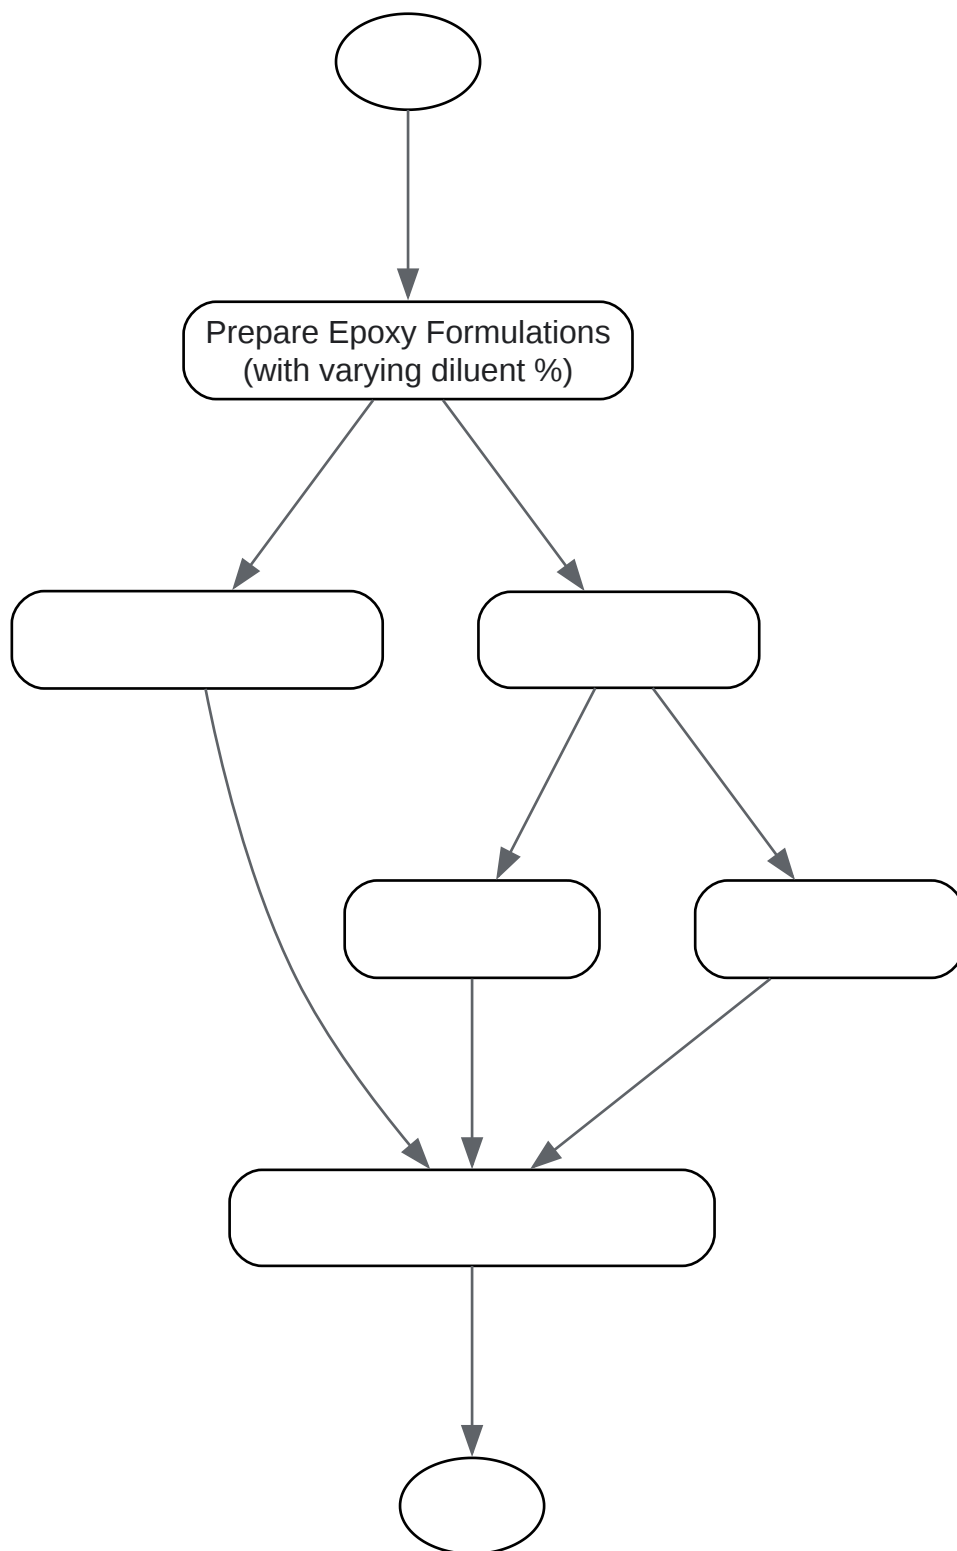 Prepare Epoxy Formulations
(with varying diluent %)